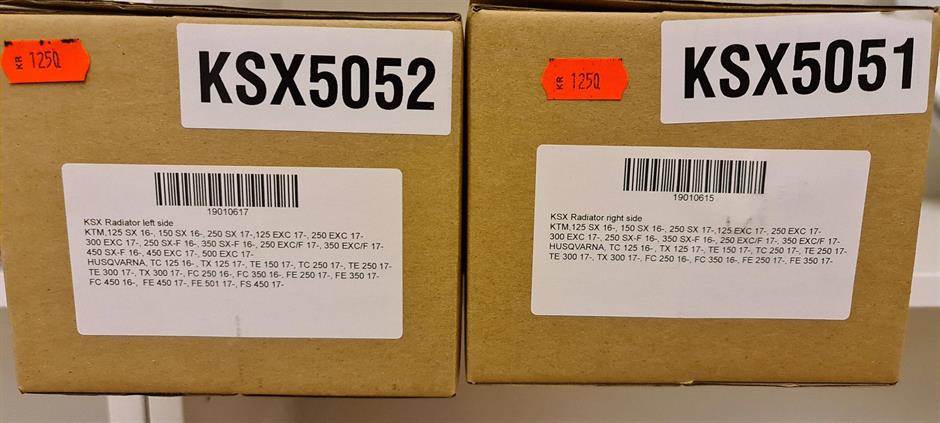 KR 1250
KSX5052
19010617
KSX Radiator left side
KTM,125 SX 16-, 150 SX 16-, 250 SX 17-,125 EXC 17-, 250 EXC 17-
300 EXC 17-, 250 SX-F 16-, 350 SX-F 16-, 250 EXC/F 17-, 350 EXC/F 17-
450 SX-F 16-, 450 EXC 17-, 500 EXC 17-
HUSQVARNA, TC 125 16- , TX 125 17-, TE 150 17-, TC 250 17-, TE 250 17-
TE 300 17-, TX 300 17-, FC 250 16-, FC 350 16-, FE 250 17-, FE 350 17-
FC 450 16-, FE 450 17-, FE 501 17-, FS 450 17-
KR 1250
KSX5051
19010615
KSX Radiator right side
KTM,125 SX 16-, 150 SX 16-, 250 SX 17-,125 EXC 17-, 250 EXC 17-
300 EXC 17-, 250 SX-F 16-, 350 SX-F 16-, 250 EXC/F 17-, 350 EXC/F 17-
HUSQVARNA, TC 125 16- , TX 125 17-, TE 150 17-, TC 250 17-, TE 250 17-
TE 300 17-, TX 300 17-, FC 250 16-, FC 350 16-, FE 250 17-, FE 350 17-